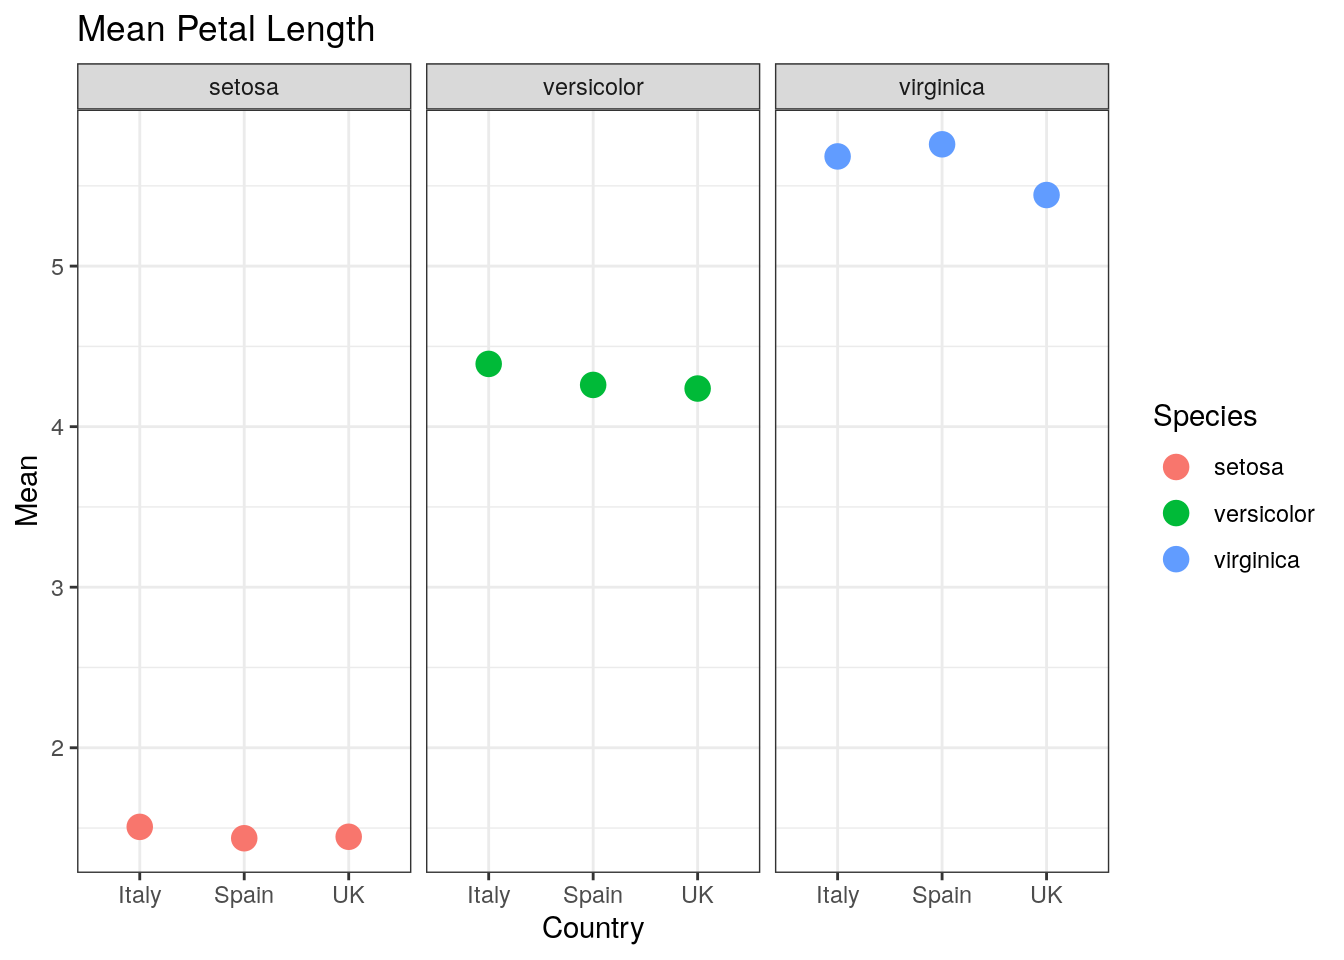 Mean Petal Length
setosa
versicolor
virginica
5
4
3
2
Mean
Italy Spain UK
Italy Spain UK
Italy Spain UK
Country
Species
setosa
versicolor
virginica